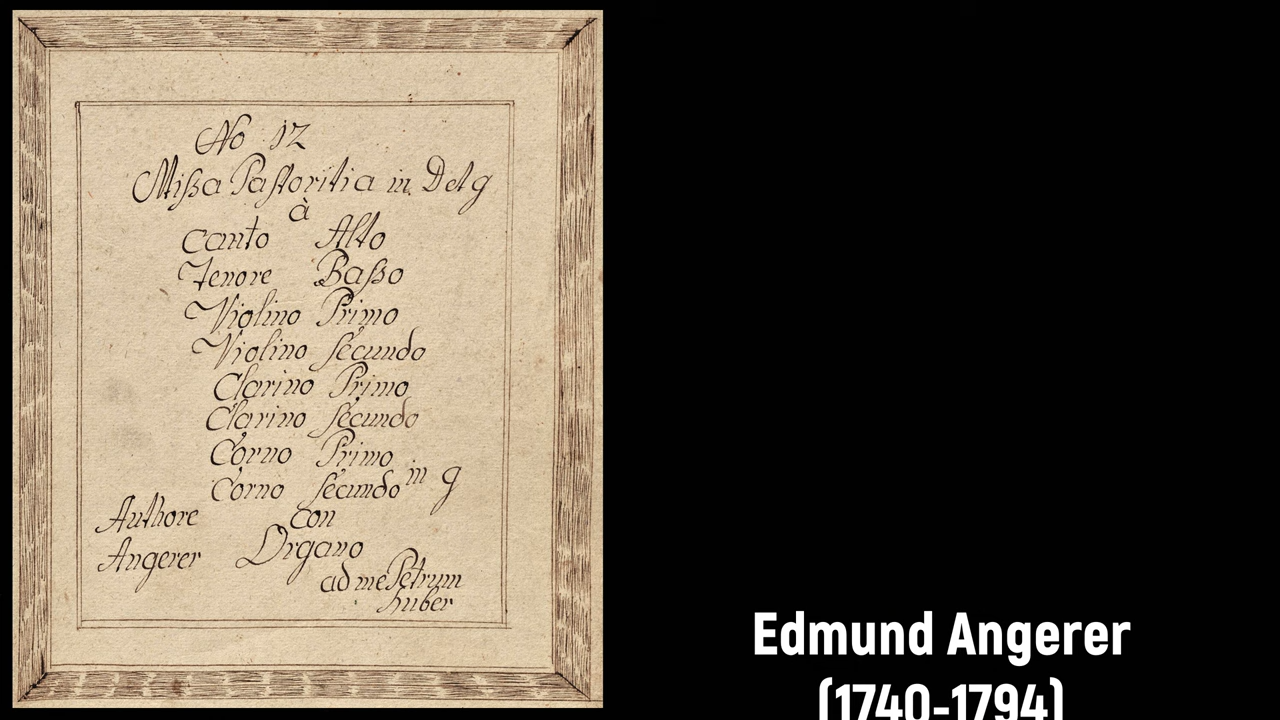 No 12
Mißa Pastoritia in D et g
à
Canto Alto
Tenore Baßo
Violino Primo
Violino Secundo
Clarino Primo
Clarino Secundo
Corno Primo
Corno Secundo in g
Authore con
Angerer Organo
ad me Petrum
huber
Edmund Angerer
(1740-1794)